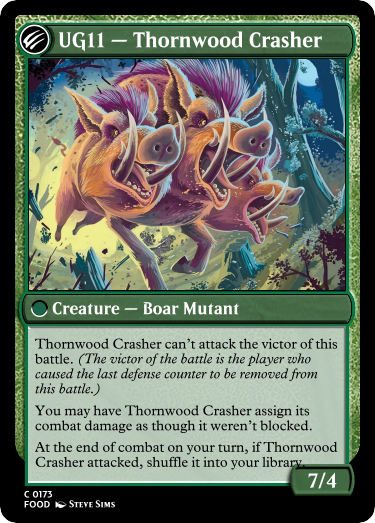 UG11 — Thornwood Crasher
Creature — Boar Mutant
Thornwood Crasher can't attack the victor of this
battle. (The victor of the battle is the player who
caused the last defense counter to be removed from
this battle.)
You may have Thornwood Crasher assign its
combat damage as though it weren't blocked.
At the end of combat on your turn, if Thornwood
Crasher attacked, shuffle it into your library.
7/4
C 0173
FOOD Steve Sims